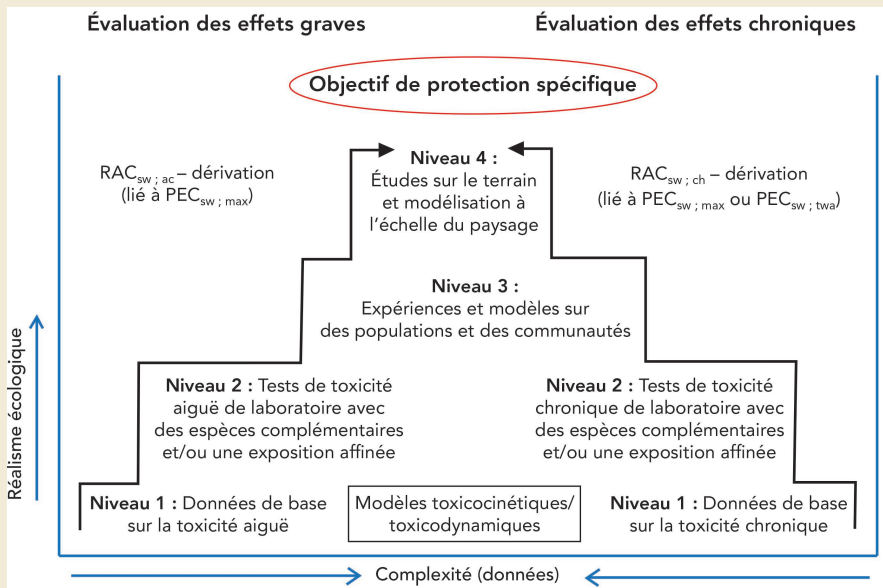 Évaluation des effets graves
Évaluation des effets chroniques
Objectif de protection spécifique
RACsw ; ac – dérivation
(lié à PECsw ; max)
Niveau 4 :
Études sur le terrain
et modélisation à
l'échelle du paysage
RACsw ; ch – dérivation
(lié à PECsw ; max ou PECsw ; twa)
Niveau 3 :
Expériences et modèles sur
des populations et des communautés
Réalisme écologique
Niveau 2 : Tests de toxicité
aiguë de laboratoire avec
des espèces complémentaires
et/ou une exposition affinée
Niveau 2 : Tests de toxicité
chronique de laboratoire avec
des espèces complémentaires
et/ou une exposition affinée
Niveau 1 : Données de base
sur la toxicité aiguë
Modèles toxicocinétiques/
toxicodynamiques
Niveau 1 : Données de base
sur la toxicité chronique
Complexité (données)